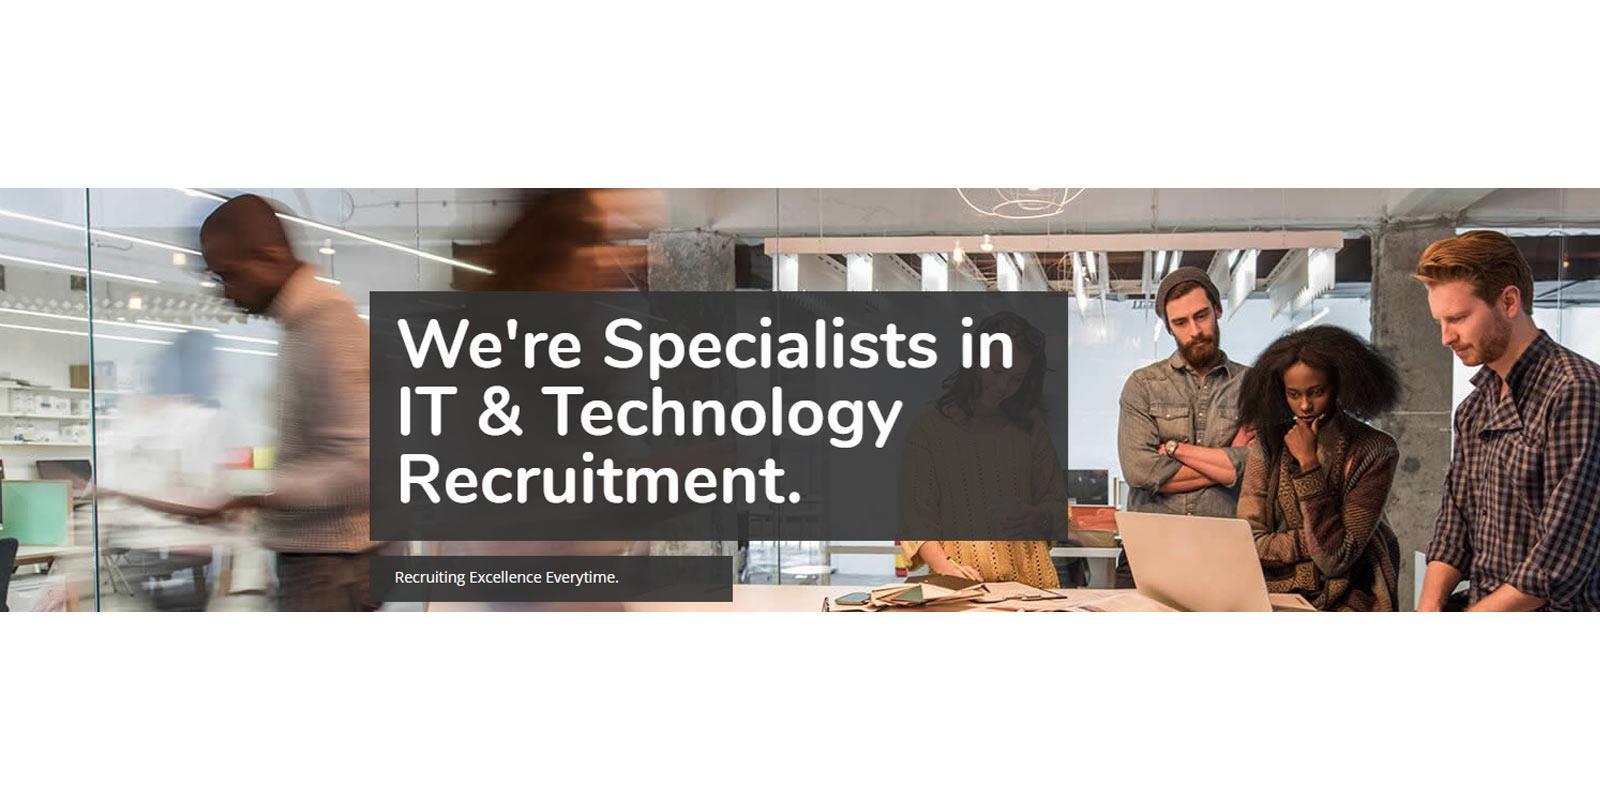 We're Specialists in
IT & Technology
Recruitment.
Recruiting Excellence Everytime.